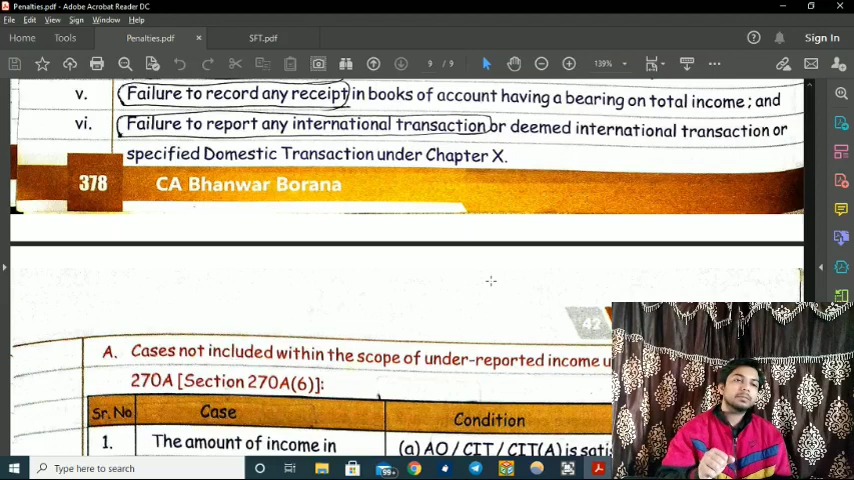 Penalties.pdf - Adobe Acrobat Reader DC
File Edit View Sign Window Help
Home Tools Penalties.pdf × SFT.pdf Sign In
9 / 9 139%
v. Failure to record any receipt in books of account having a bearing on total income; and
vi. Failure to report any international transaction or deemed international transaction or
specified Domestic Transaction under Chapter X.
378 CA Bhanwar Borana
42
A. Cases not included within the scope of under-reported income u
270A [Section 270A(6)]:
Sr. No Case Condition
1. The amount of income in (a) AO / CIT / CIT(A) is sati
Type here to search
99+